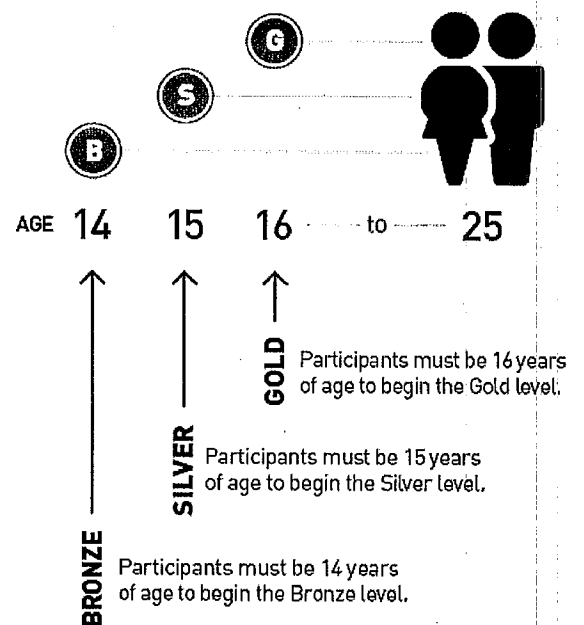 G
S
B
AGE 14 15 16 to 25
GOLD
Participants must be 16 years
of age to begin the Gold level.
SILVER
Participants must be 15 years
of age to begin the Silver level.
BRONZE
Participants must be 14 years
of age to begin the Bronze level.